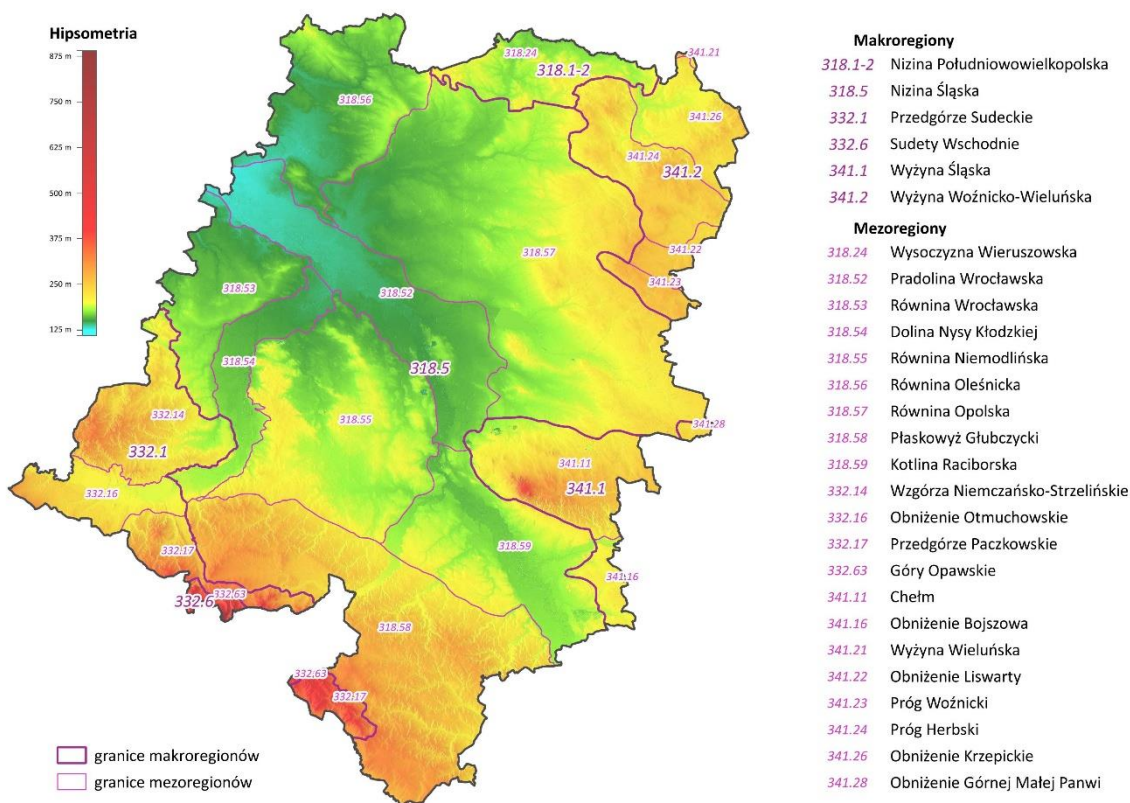 Hipsometria
875 m
750 m
625 m
500 m
375 m
250 m
125 m
318.24
318.1-2
341.21
318.56
341.26
341.24
341.2
318.57
341.22
341.23
318.53
318.52
318.54
318.5
318.55
332.14
332.1
341.28
341.11
341.1
332.16
332.17
318.59
341.16
332.6
332.63
318.58
332.63
332.17
granice makroregionów
granice mezoregionów
Makroregiony
318.1-2 Nizina Południowowielkopolska
318.5 Nizina Śląska
332.1 Przedgórze Sudeckie
332.6 Sudety Wschodnie
341.1 Wyżyna Śląska
341.2 Wyżyna Woźnicko-Wieluńska
Mezoregiony
318.24 Wysoczyzna Wieruszowska
318.52 Pradolina Wrocławska
318.53 Równina Wrocławska
318.54 Dolina Nysy Kłodzkiej
318.55 Równina Niemodlińska
318.56 Równina Oleśnicka
318.57 Równina Opolska
318.58 Płaskowyż Głubczycki
318.59 Kotlina Raciborska
332.14 Wzgórza Niemczańsko-Strzelińskie
332.16 Obniżenie Otmuchowskie
332.17 Przedgórze Paczkowskie
332.63 Góry Opawskie
341.11 Chełm
341.16 Obniżenie Bojszowa
341.21 Wyżyna Wieluńska
341.22 Obniżenie Liswarty
341.23 Próg Woźnicki
341.24 Próg Herbski
341.26 Obniżenie Krzepickie
341.28 Obniżenie Górnej Małej Panwi